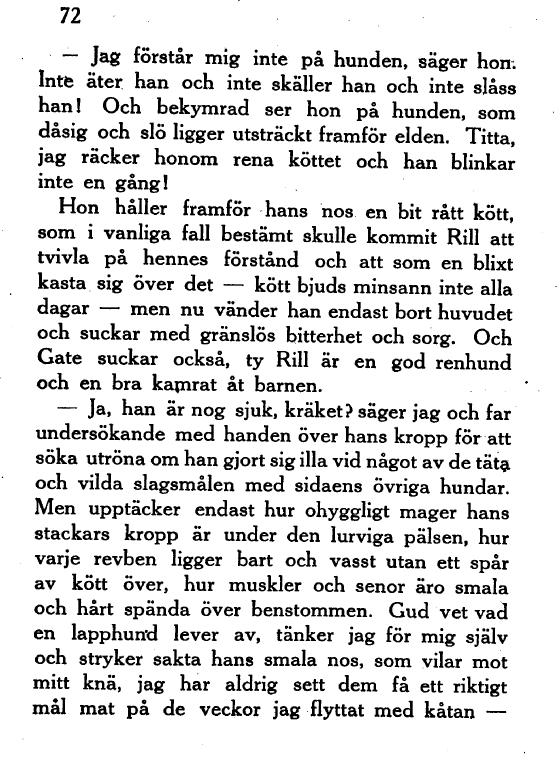 72
— Jag förstår mig inte på hunden, säger hon.
Inte äter han och inte skäller han och inte slåss
han! Och bekymrad ser hon på hunden, som
dåsig och slö ligger utsträckt framför elden. Titta,
jag räcker honom rena köttet och han blinkar
inte en gång!
Hon håller framför hans nos en bit rått kött,
som i vanliga fall bestämt skulle kommit Rill att
tvivla på hennes förstånd och att som en blixt
kasta sig över det — kött bjuds minsann inte alla
dagar — men nu vänder han endast bort huvudet
och suckar med gränslös bitterhet och sorg. Och
Gate suckar också, ty Rill är en god renhund
och en bra kamrat åt barnen.
— Ja, han är nog sjuk, kräket? säger jag och far
undersökande med handen över hans kropp för att
söka utröna om han gjort sig illa vid något av de täta
och vilda slagsmålen med sidaens övriga hundar.
Men upptäcker endast hur ohyggligt mager hans
stackars kropp är under den lurviga pälsen, hur
varje revben ligger bart och vasst utan ett spår
av kött över, hur muskler och senor äro smala
och hårt spända över benstommen. Gud vet vad
en lapphund lever av, tänker jag för mig själv
och stryker sakta hans smala nos, som vilar mot
mitt knä, jag har aldrig sett dem få ett riktigt
mål mat på de veckor jag flyttat med kåtan —